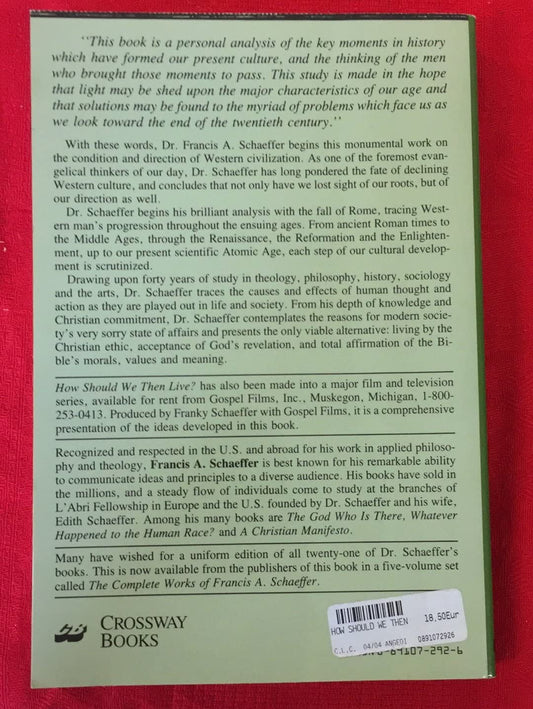 "This book is a personal analysis of the key moments in history
which have formed our present culture, and the thinking of the men
who brought those moments to pass. This study is made in the hope
that light may be shed upon the major characteristics of our age and
that solutions may be found to the myriad of problems which face us as
we look toward the end of the twentieth century."
With these words, Dr. Francis A. Schaeffer begins this monumental work on
the condition and direction of Western civilization. As one of the foremost evan-
gelical thinkers of our day, Dr. Schaeffer has long pondered the fate of declining
Western culture, and concludes that not only have we lost sight of our roots, but of
our direction as well.
Dr. Schaeffer begins his brilliant analysis with the fall of Rome, tracing West-
ern man's progression throughout the ensuing ages. From ancient Roman times to
the Middle Ages, through the Renaissance, the Reformation and the Enlighten-
ment, up to our present scientific Atomic Age, each step of our cultural develop-
ment is scrutinized.
Drawing upon forty years of study in theology, philosophy, history, sociology
and the arts, Dr. Schaeffer traces the causes and effects of human thought and
action as they are played out in life and society. From his depth of knowledge and
Christian commitment, Dr. Schaeffer contemplates the reasons for modern socie-
ty's very sorry state of affairs and presents the only viable alternative: living by the
Christian ethic, acceptance of God's revelation, and total affirmation of the Bi-
ble's morals, values and meaning.
How Should We Then Live? has also been made into a major film and television
series, available for rent from Gospel Films, Inc., Muskegon, Michigan, 1-800-
253-0413. Produced by Franky Schaeffer with Gospel Films, it is a comprehensive
presentation of the ideas developed in this book.
Recognized and respected in the U.S. and abroad for his work in applied philoso-
phy and theology, Francis A. Schaeffer is best known for his remarkable ability
to communicate ideas and principles to a diverse audience. His books have sold in
the millions, and a steady flow of individuals come to study at the branches of
L'Abri Fellowship in Europe and the U.S. founded by Dr. Schaeffer and his wife,
Edith Schaeffer. Among his many books are The God Who Is There, Whatever
Happened to the Human Race? and A Christian Manifesto.
Many have wished for a uniform edition of all twenty-one of Dr. Schaeffer's
books. This is now available from the publishers of this book in a five-volume set
called The Complete Works of Francis A. Schaeffer.
CB CROSSWAY
BOOKS
HOW SHOULD WE THEN 18,50Eur
C.L.C. 04/04 ANGEDI 0891072926
-89107-292-6